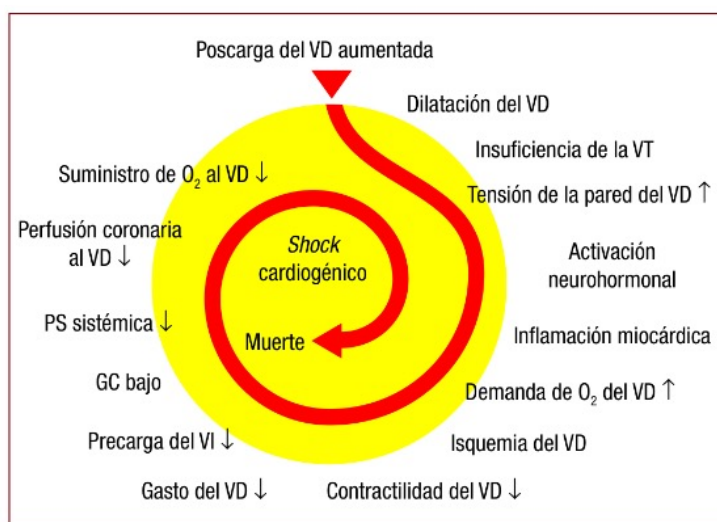 Poscarga del VD aumentada
Dilatación del VD
Insuficiencia de la VT
Tensión de la pared del VD ↑
Activación
neurohormonal
Inflamación miocárdica
Demanda de O₂ del VD ↑
Isquemia del VD
Contractilidad del VD ↓
Gasto del VD ↓
Precarga del VI ↓
GC bajo
PS sistémica ↓
Perfusión coronaria
al VD ↓
Suministro de O₂ al VD ↓
Shock
cardiogénico
Muerte